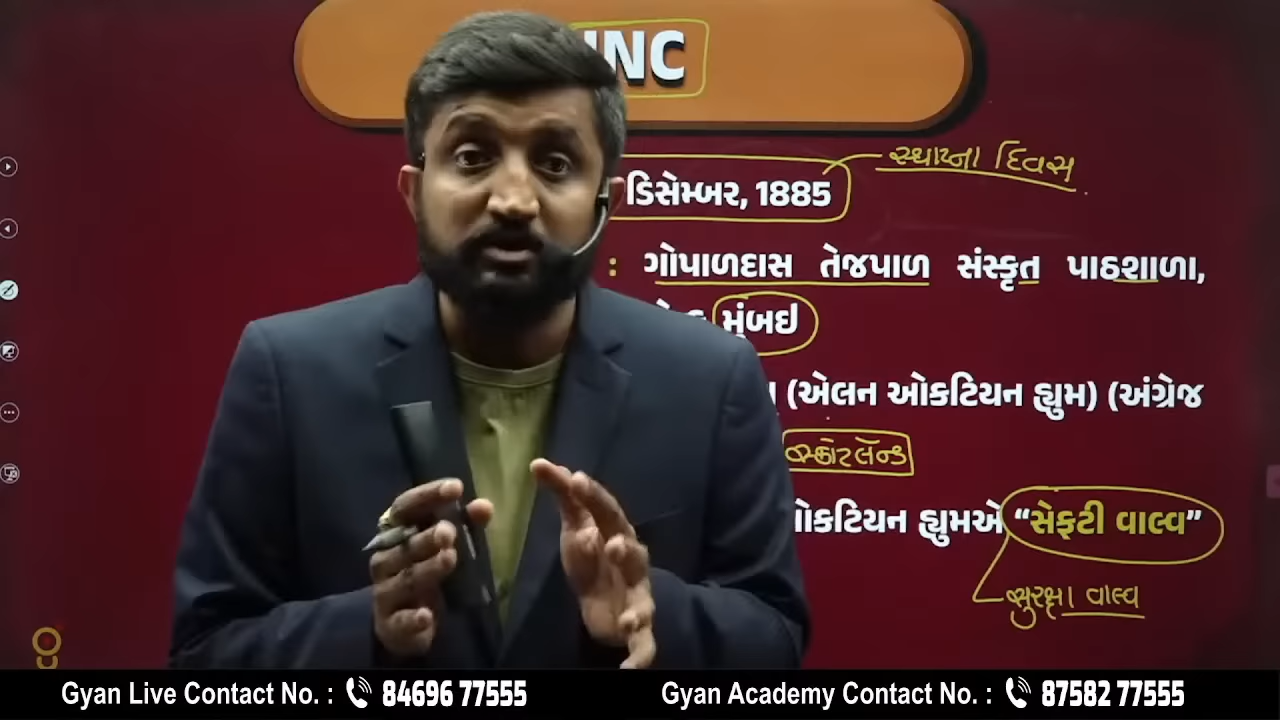 INC
સ્થાપના દિવસ
ડિસેમ્બર, 1885
: ગોપાળદાસ તેજપાળ સંસ્કૃત પાઠશાળા,
મુંબઇ
(એલન ઓકટિયન હ્યુમ) (અંગ્રેજ
સ્કોટલેન્ડ
ઓકટિયન હ્યુમએ “સેફટી વાલ્વ”
સુરક્ષા વાલ્વ
Gyan Live Contact No. : 84696 77555
Gyan Academy Contact No. : 87582 77555